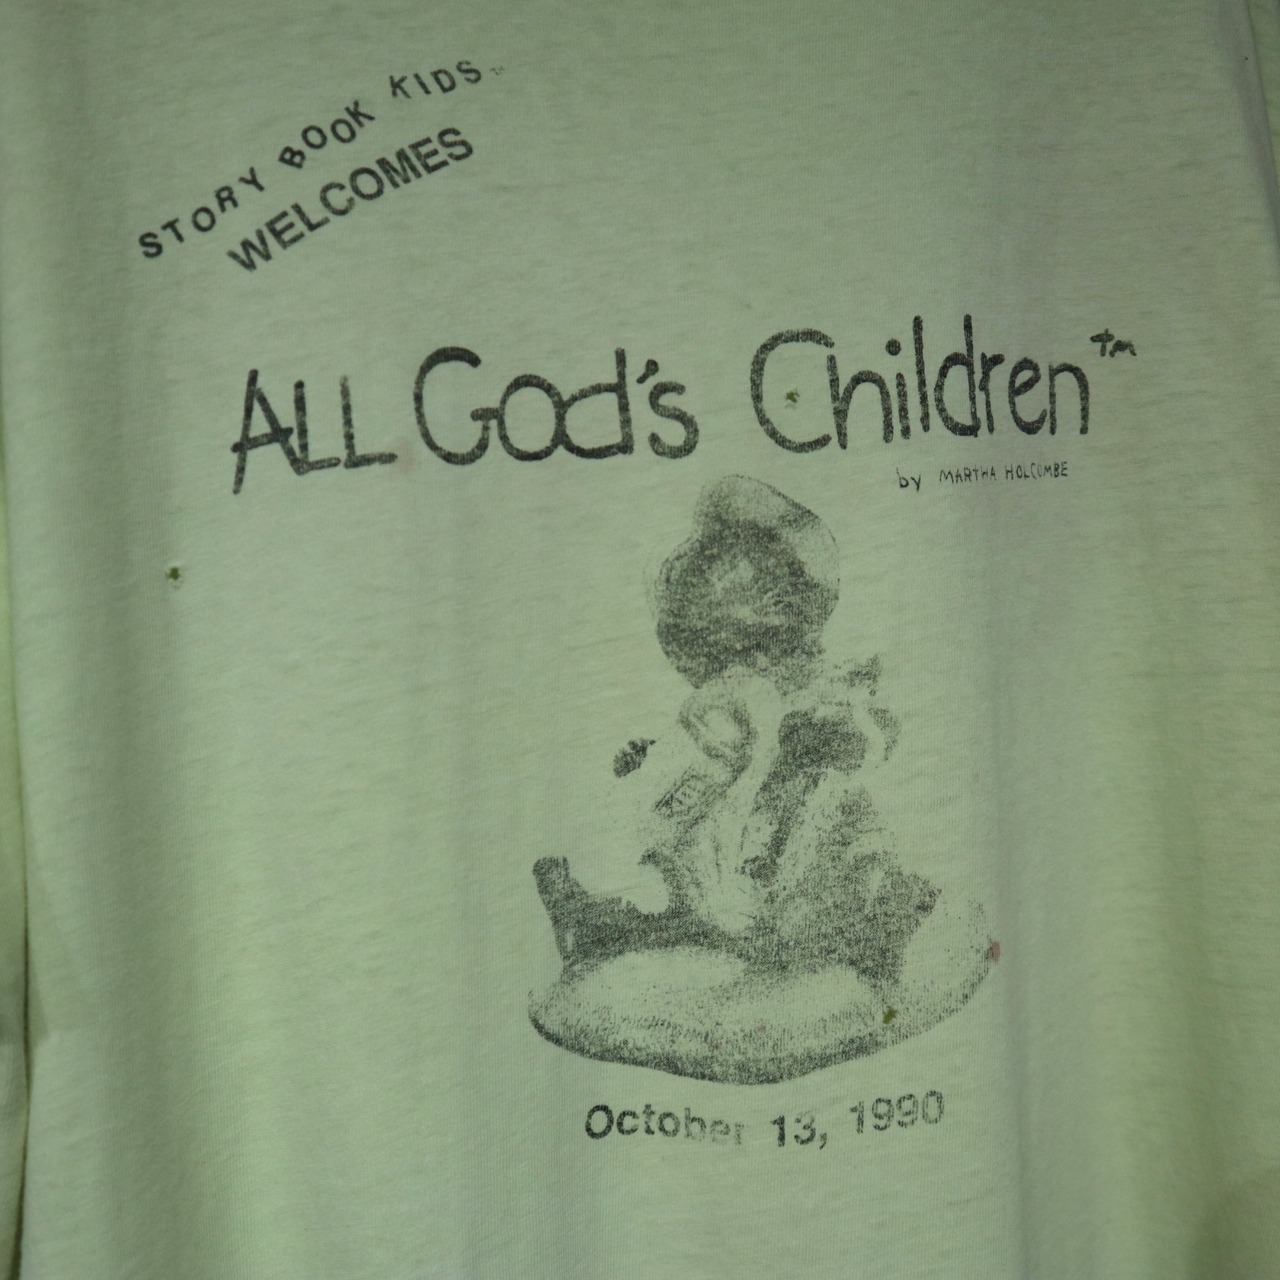 STORY BOOK KIDS™
WELCOMES
ALL God's Children™
by MARTHA HOLCOMBE
October 13, 1990